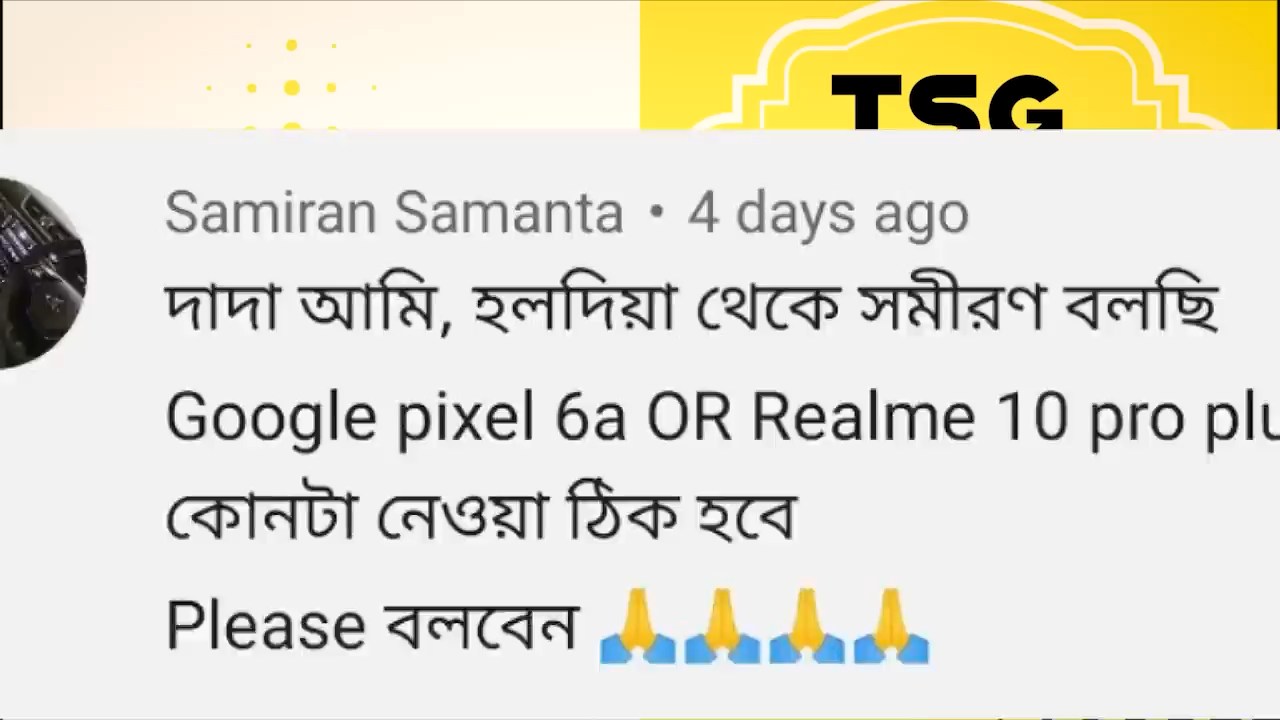 TSG
Samiran Samanta • 4 days ago
দাদা আমি, হলদিয়া থেকে সমীরণ বলছি
Google pixel 6a OR Realme 10 pro
কোনটা নেওয়া ঠিক হবে
Please বলবেন 🙏🙏🙏🙏